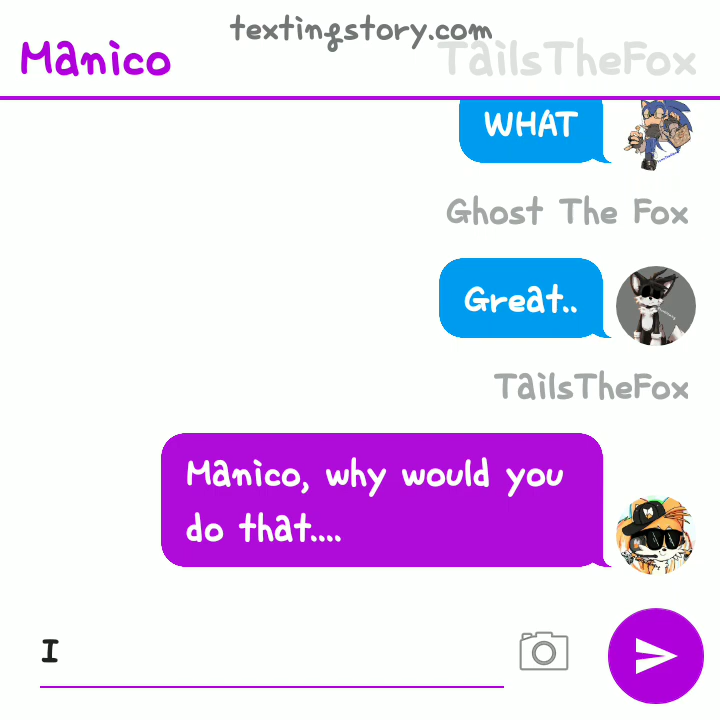 textingstory.com
Manico
TailsTheFox
WHAT
Ghost The Fox
Great..
TailsTheFox
Manico, why would you
do that....
I